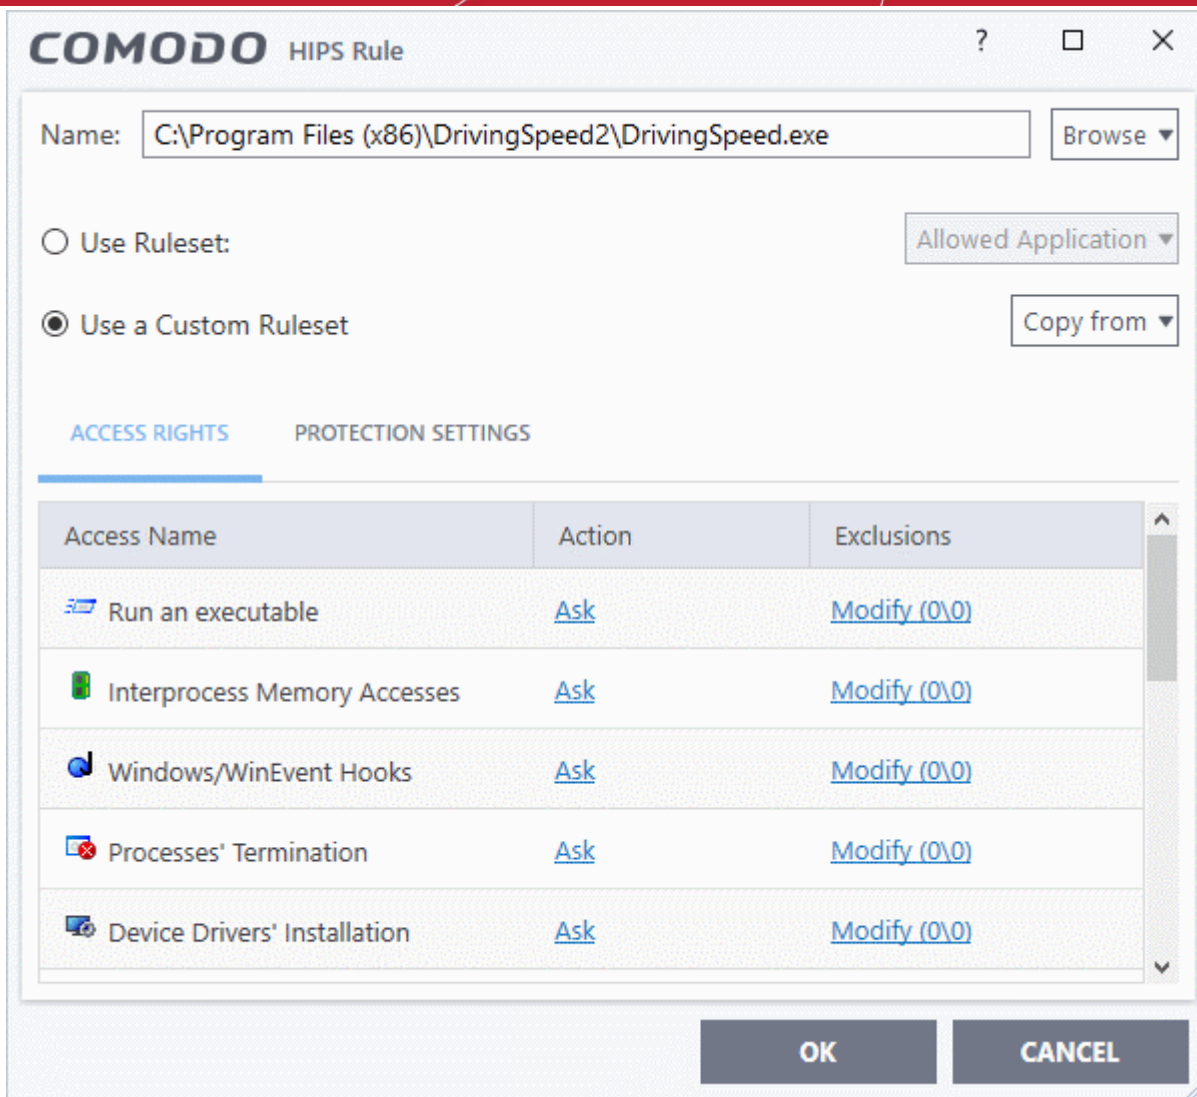 COMODO HIPS Rule ?
Name: C:\Program Files (x86)\DrivingSpeed2\DrivingSpeed.exe Browse
Use Ruleset: Allowed Application
Use a Custom Ruleset Copy from
ACCESS RIGHTS PROTECTION SETTINGS
Access Name Action Exclusions
Run an executable Ask Modify (0\0)
Interprocess Memory Accesses Ask Modify (0\0)
Windows/WinEvent Hooks Ask Modify (0\0)
Processes' Termination Ask Modify (0\0)
Device Drivers' Installation Ask Modify (0\0)
OK CANCEL